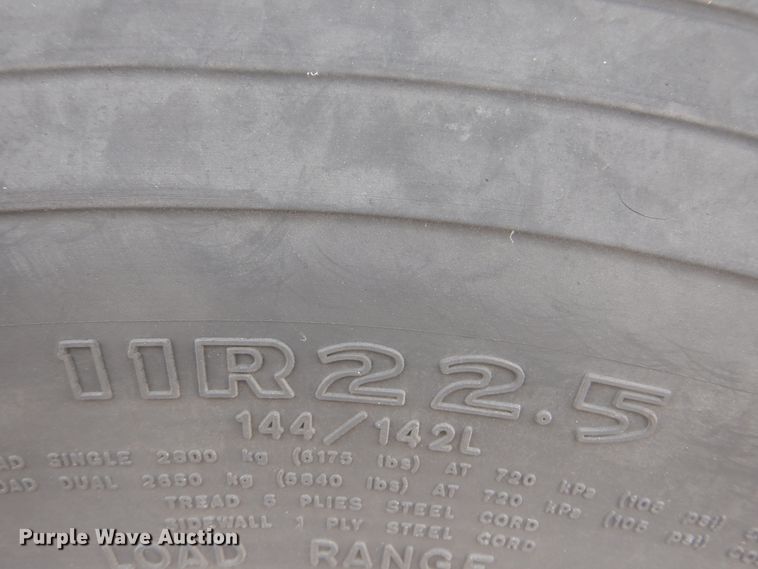 11R22.5
144/142L
AD SINGLE 2800 kg (6175 lbs) AT 720 kPa (105 psi)
OAD DUAL 2650 kg (5840 lbs) AT 720 kPa (105 psi)
TREAD 5 PLIES STEEL CORD
SIDEWALL 1 PLY STEEL CORD
LOAD RANGE
Purple Wave Auction